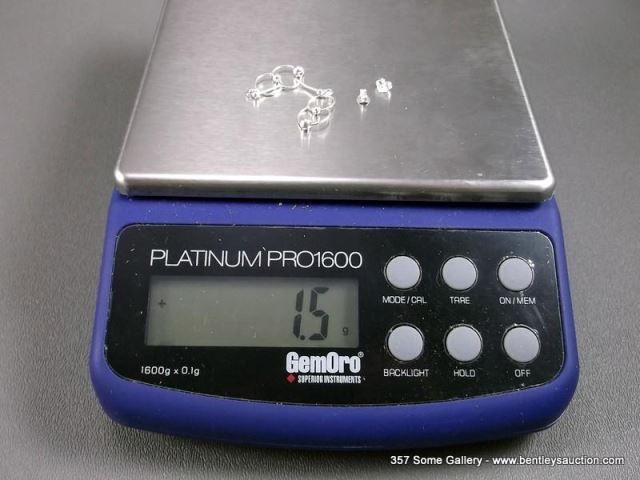 PLATINUM PRO1600
1.5 g
MODE/CAL TARE ON/MEM
1600g x 0.1g
GemOro®
SUPERIOR INSTRUMENTS
BACKLIGHT HOLD OFF
357 Some Gallery - www.bentleysauction.com